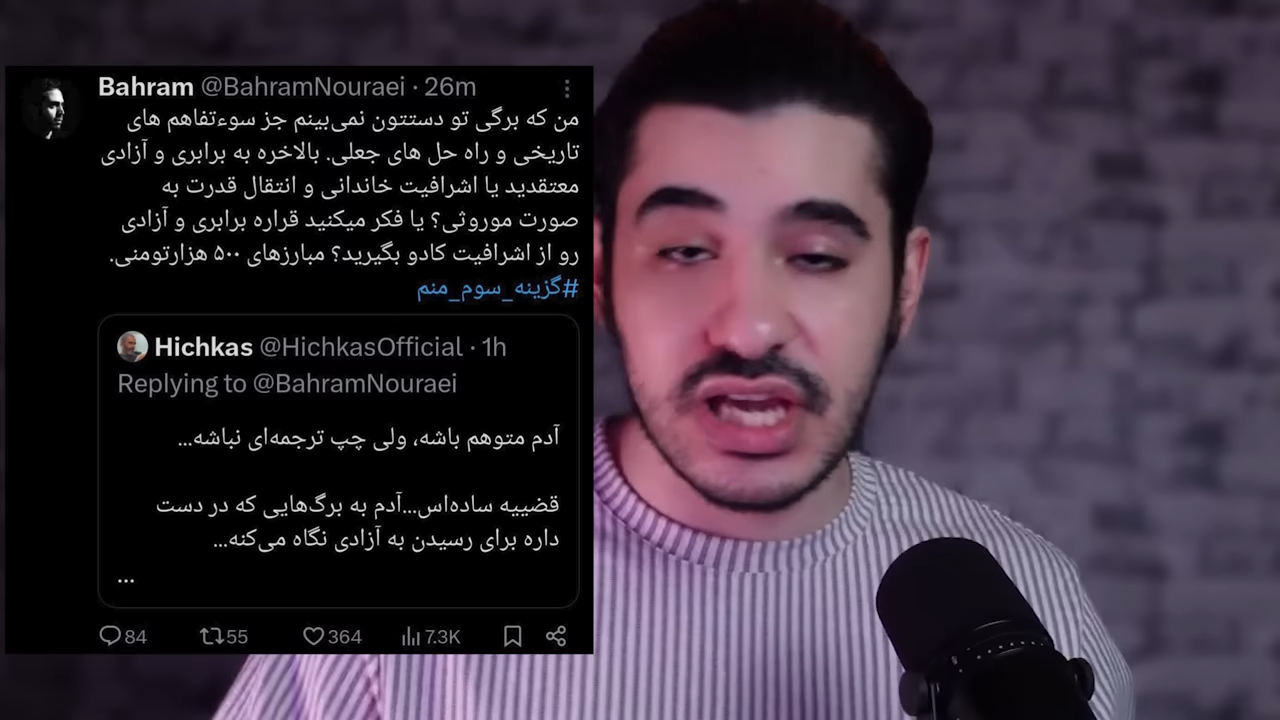 Bahram @BahramNouraei · 26m
من که برگی تو دستتون نمی‌بینم جز سوءتفاهم های
تاریخی و راه حل های جعلی. بالاخره به برابری و آزادی
معتقدید یا اشرافیت خاندانی و انتقال قدرت به
صورت موروثی؟ یا فکر میکنید قراره برابری و آزادی
رو از اشرافیت کادو بگیرید؟ مبارزهای ۵۰۰ هزارتومنی.
#گزینه_سوم_منم
Hichkas @HichkasOfficial · 1h
Replying to @BahramNouraei
آدم متوهم باشه، ولی چپ ترجمه‌ای نباشه...
قضییه ساده‌اس...آدم به برگ‌هایی که در دست
داره برای رسیدن به آزادی نگاه می‌کنه...
...
84 55 364 7.3K